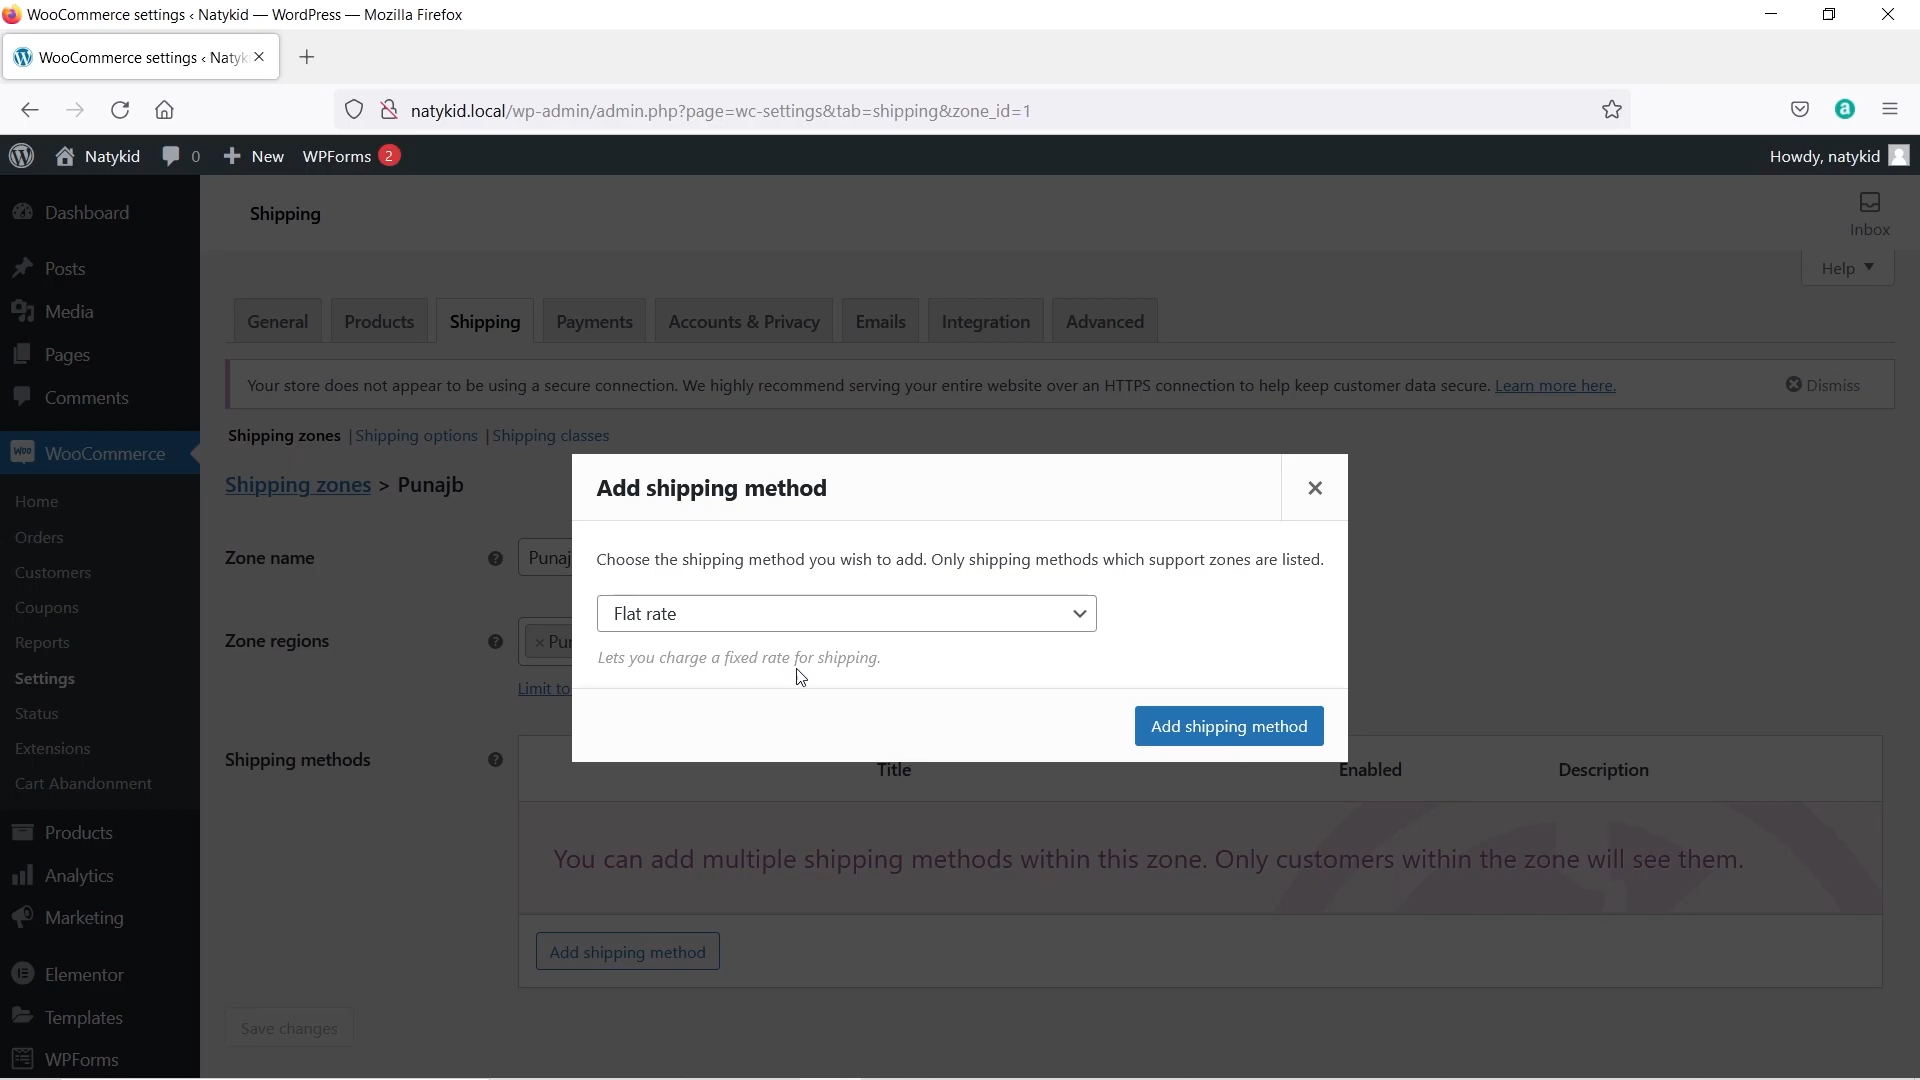 WooCommerce settings ‹ Natykid — WordPress — Mozilla Firefox
WooCommerce settings ‹ Natyk
natykid.local/wp-admin/admin.php?page=wc-settings&tab=shipping&zone_id=1
Natykid 0 New WPForms 2 Howdy, natykid
Dashboard
Posts
Media
Pages
Comments
WooCommerce
Home
Orders
Customers
Coupons
Reports
Settings
Status
Extensions
Cart Abandonment
Products
Analytics
Marketing
Elementor
Templates
WPForms
Shipping
Inbox
Help
General Products Shipping Payments Accounts & Privacy Emails Integration Advanced
Your store does not appear to be using a secure connection. We highly recommend serving your entire website over an HTTPS connection to help keep customer data secure. Learn more here. Dismiss
Shipping zones | Shipping options | Shipping classes
Shipping zones > Punajb
Zone name ? Punaj
Zone regions ? × Pun
Limit to
Add shipping method
Choose the shipping method you wish to add. Only shipping methods which support zones are listed.
Flat rate
Lets you charge a fixed rate for shipping.
Add shipping method
Shipping methods ? Title Enabled Description
You can add multiple shipping methods within this zone. Only customers within the zone will see them.
Add shipping method
Save changes